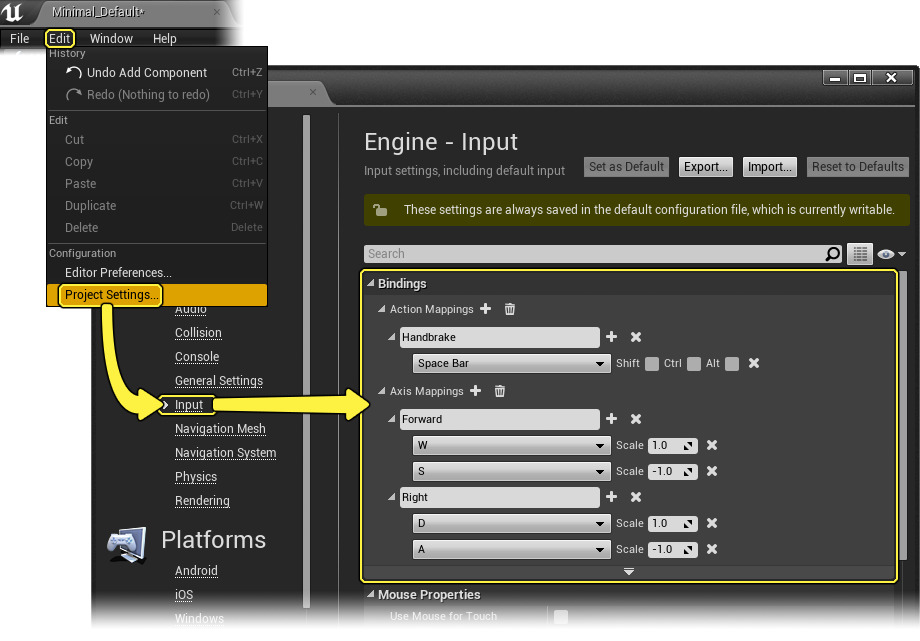 Minimal_Default*
File Edit Window Help
History
Undo Add Component Ctrl+Z
Redo (Nothing to redo) Ctrl+Y
Edit
Cut Ctrl+X
Copy Ctrl+C
Paste Ctrl+V
Duplicate Ctrl+W
Delete Delete
Configuration
Editor Preferences...
Project Settings...
Audio
Collision
Console
General Settings
Input
Navigation Mesh
Navigation System
Physics
Rendering
Platforms
Android
iOS
Windows
Engine - Input
Input settings, including default input
Set as Default Export... Import... Reset to Defaults
These settings are always saved in the default configuration file, which is currently writable.
Search
Bindings
Action Mappings
Handbrake
Space Bar Shift Ctrl Alt
Axis Mappings
Forward
W Scale 1.0
S Scale -1.0
Right
D Scale 1.0
A Scale -1.0
Mouse Properties
Use Mouse for Touch